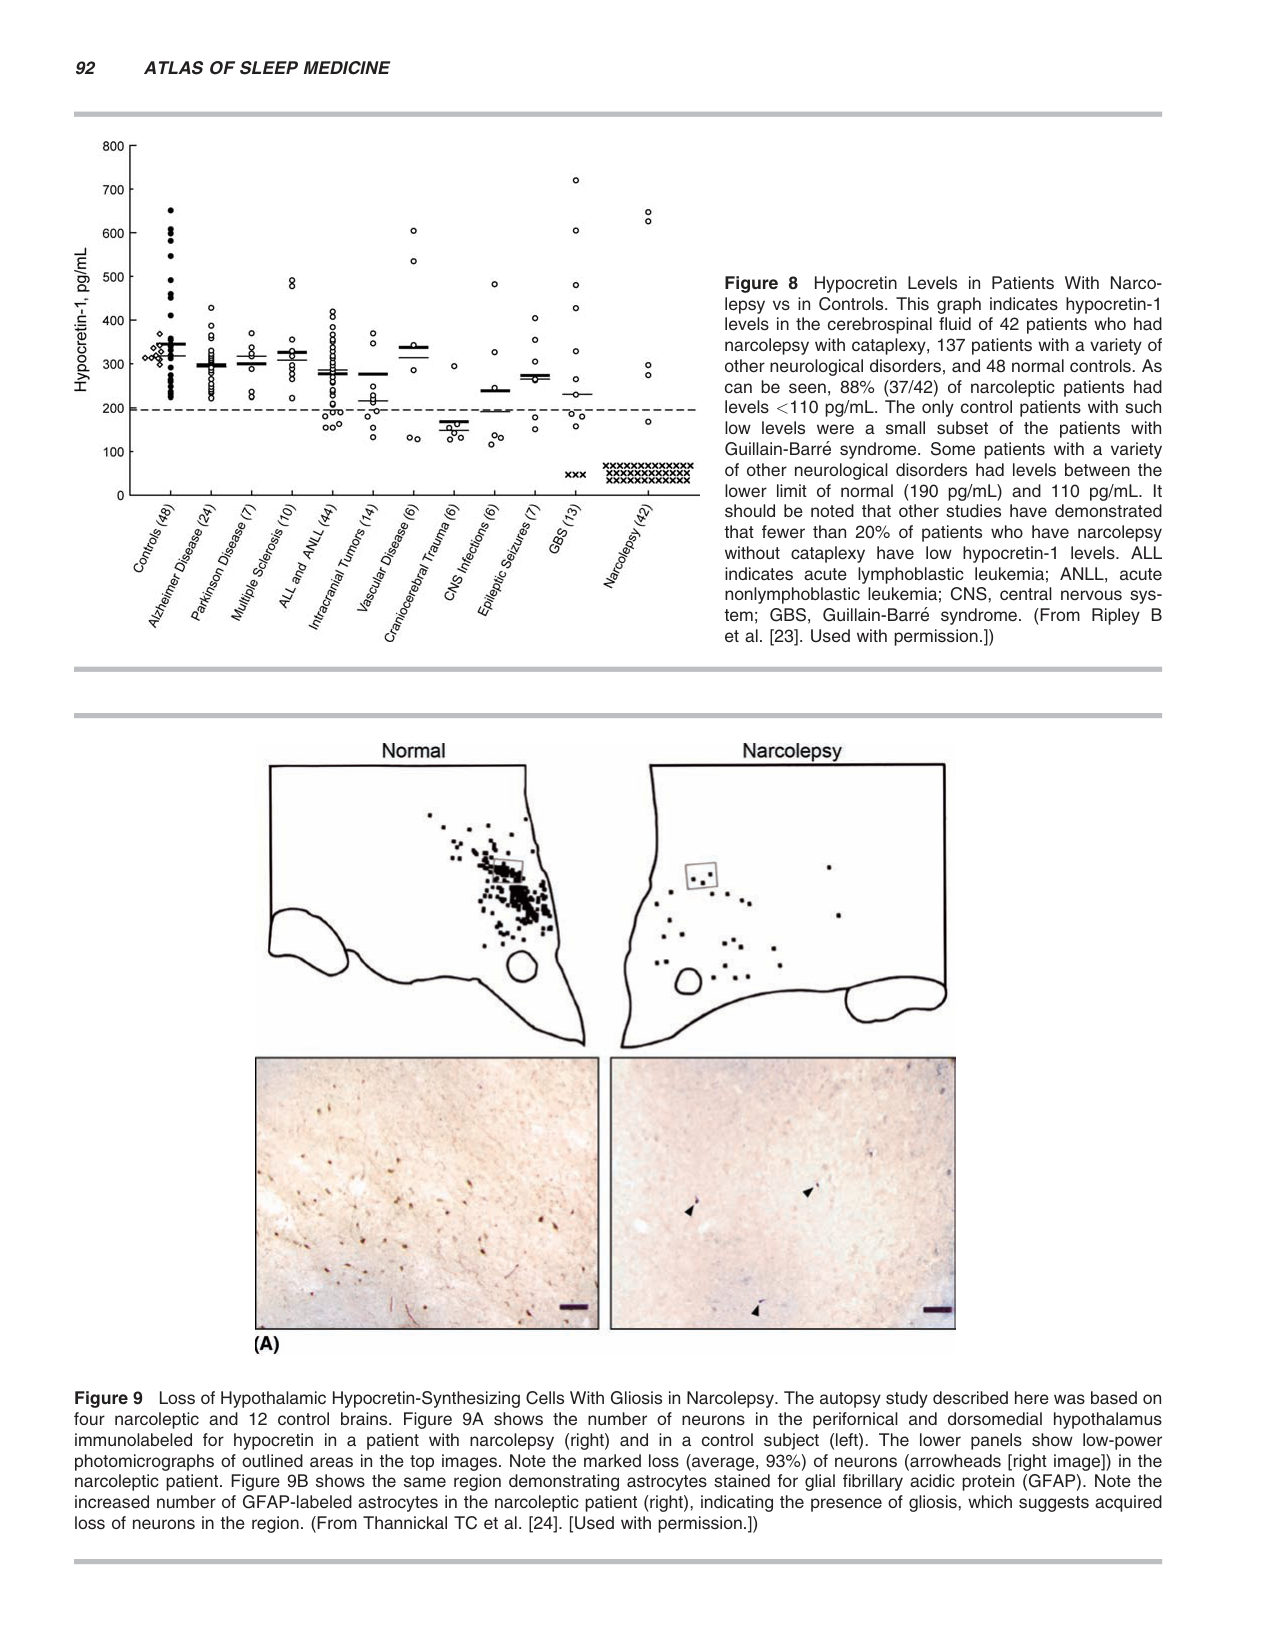 92 ATLAS OF SLEEP MEDICINE
800
700
600
500
400
300
200
100
0
Hypocretin-1, pg/mL
Controls (48)
Alzheimer Disease (24)
Parkinson Disease (7)
Multiple Sclerosis (10)
ALL and ANLL (44)
Intracranial Tumors (14)
Vascular Disease (6)
Craniocerebral Trauma (6)
CNS Infections (6)
Epileptic Seizures (7)
GBS (13)
Narcolepsy (42)
Figure 8 Hypocretin Levels in Patients With Narco-
lepsy vs in Controls. This graph indicates hypocretin-1
levels in the cerebrospinal fluid of 42 patients who had
narcolepsy with cataplexy, 137 patients with a variety of
other neurological disorders, and 48 normal controls. As
can be seen, 88% (37/42) of narcoleptic patients had
levels <110 pg/mL. The only control patients with such
low levels were a small subset of the patients with
Guillain-Barré syndrome. Some patients with a variety
of other neurological disorders had levels between the
lower limit of normal (190 pg/mL) and 110 pg/mL. It
should be noted that other studies have demonstrated
that fewer than 20% of patients who have narcolepsy
without cataplexy have low hypocretin-1 levels. ALL
indicates acute lymphoblastic leukemia; ANLL, acute
nonlymphoblastic leukemia; CNS, central nervous sys-
tem; GBS, Guillain-Barré syndrome. (From Ripley B
et al. [23]. Used with permission.])
Normal
Narcolepsy
(A)
Figure 9 Loss of Hypothalamic Hypocretin-Synthesizing Cells With Gliosis in Narcolepsy. The autopsy study described here was based on
four narcoleptic and 12 control brains. Figure 9A shows the number of neurons in the perifornical and dorsomedial hypothalamus
immunolabeled for hypocretin in a patient with narcolepsy (right) and in a control subject (left). The lower panels show low-power
photomicrographs of outlined areas in the top images. Note the marked loss (average, 93%) of neurons (arrowheads [right image]) in the
narcoleptic patient. Figure 9B shows the same region demonstrating astrocytes stained for glial fibrillary acidic protein (GFAP). Note the
increased number of GFAP-labeled astrocytes in the narcoleptic patient (right), indicating the presence of gliosis, which suggests acquired
loss of neurons in the region. (From Thannickal TC et al. [24]. [Used with permission.])